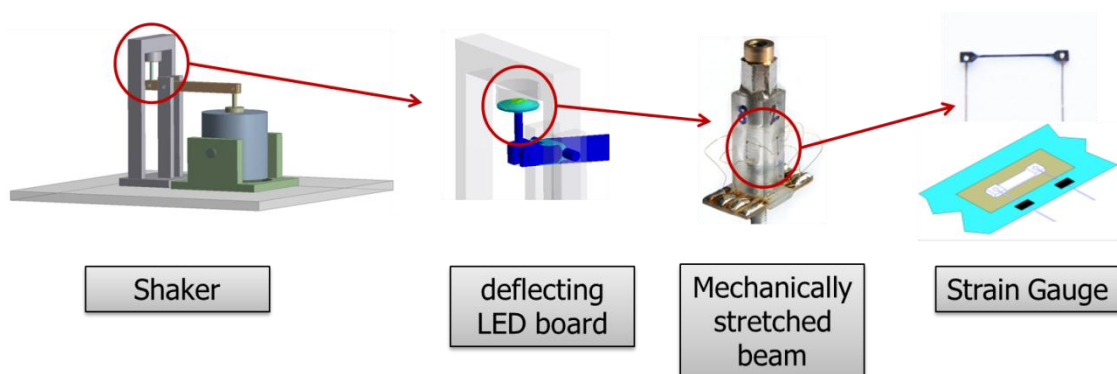 Shaker
deflecting
LED board
Mechanically
stretched
beam
Strain Gauge